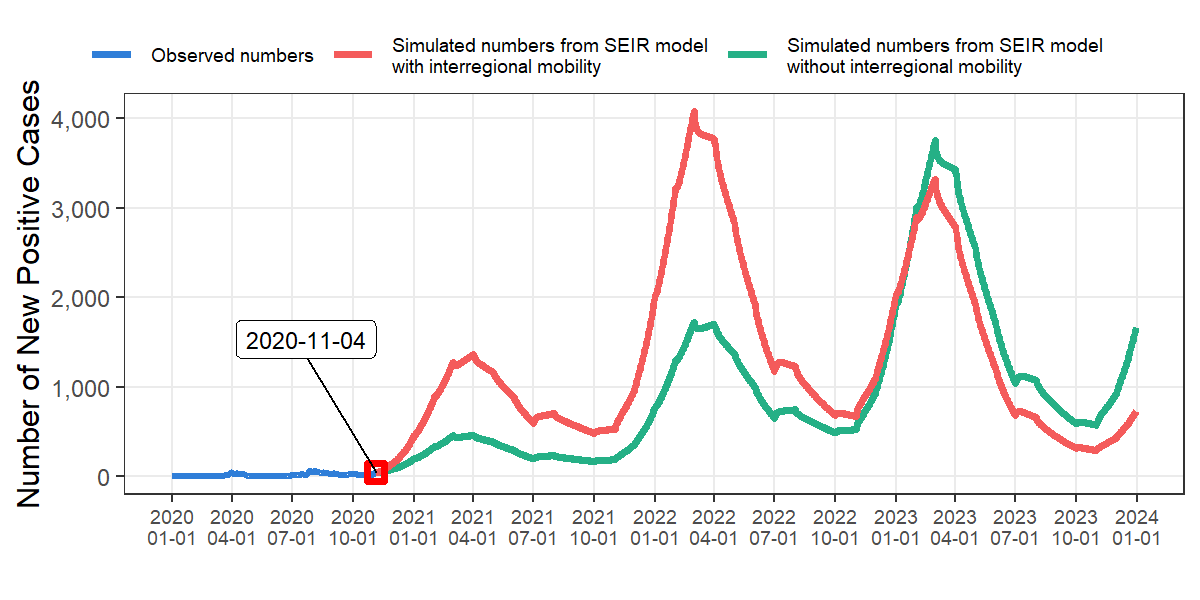 Observed numbers
Simulated numbers from SEIR model
with interregional mobility
Simulated numbers from SEIR model
without interregional mobility
Number of New Positive Cases
4,000
3,000
2,000
1,000
0
2020-11-04
2020 2020 2020 2020 2021 2021 2021 2021 2022 2022 2022 2022 2023 2023 2023 2023 2024
01-01 04-01 07-01 10-01 01-01 04-01 07-01 10-01 01-01 04-01 07-01 10-01 01-01 04-01 07-01 10-01 01-01